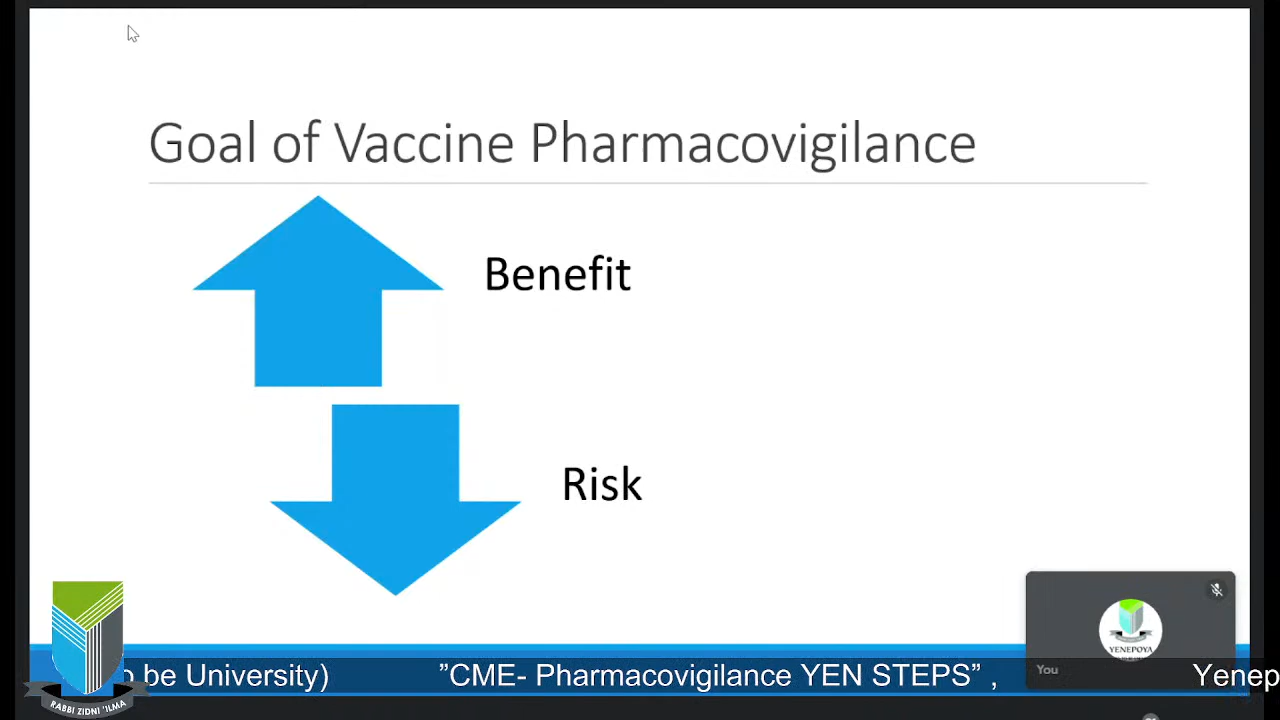 Goal of Vaccine Pharmacovigilance
Benefit
Risk
YENEPOYA
You
be University) ”CME- Pharmacovigilance YEN STEPS” , Yenep
RABBI ZIDNI 'ILMA